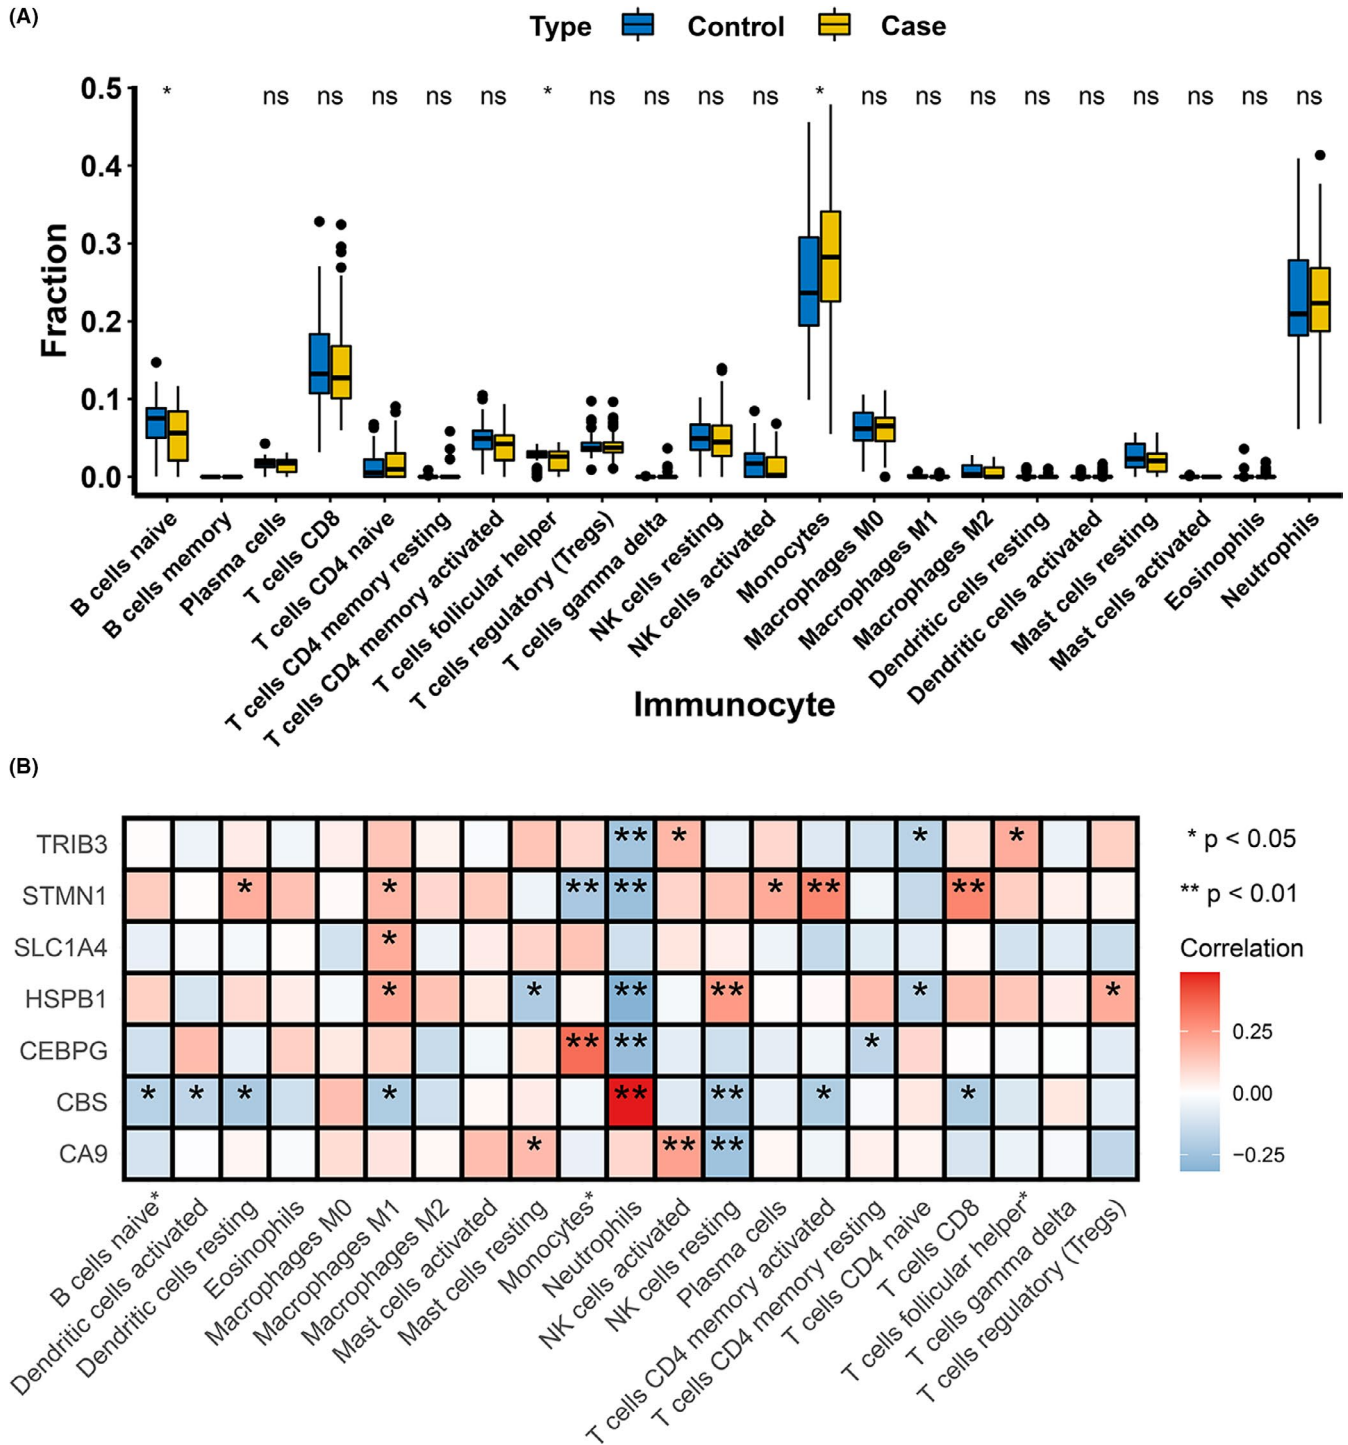 (A)
Type Control Case
* ns ns ns ns ns * ns ns ns ns * ns ns ns ns ns ns ns ns ns
0.5
0.4
0.3
0.2
0.1
0.0
Fraction
B cells naive
B cells memory
Plasma cells
T cells CD8
T cells CD4 naive
T cells CD4 memory resting
T cells CD4 memory activated
T cells follicular helper
T cells regulatory (Tregs)
T cells gamma delta
NK cells resting
NK cells activated
Monocytes
Macrophages M0
Macrophages M1
Macrophages M2
Dendritic cells resting
Dendritic cells activated
Mast cells resting
Mast cells activated
Eosinophils
Neutrophils
Immunocyte
(B)
TRIB3 ** * * *
STMN1 * * ** ** * ** **
SLC1A4 *
HSPB1 * * ** ** * *
CEBPG ** ** *
CBS * * * * ** ** * *
CA9 * ** **
* p < 0.05
** p < 0.01
Correlation
0.25
0.00
−0.25
B cells naive*
Dendritic cells activated
Dendritic cells resting
Eosinophils
Macrophages M0
Macrophages M1
Macrophages M2
Mast cells activated
Mast cells resting
Monocytes*
Neutrophils
NK cells activated
NK cells resting
Plasma cells
T cells CD4 memory activated
T cells CD4 memory resting
T cells CD4 naive
T cells CD8
T cells follicular helper*
T cells gamma delta
T cells regulatory (Tregs)